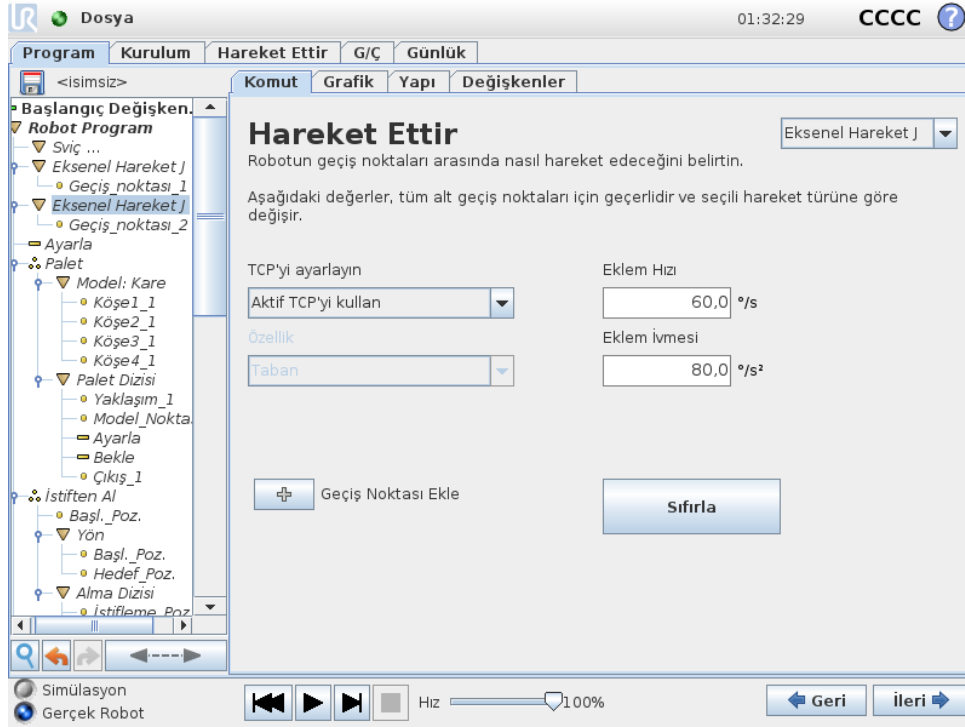 UR Dosya 01:32:29 CCCC ?
Program Kurulum Hareket Ettir G/Ç Günlük
<isimsiz>
Komut Grafik Yapı Değişkenler
Başlangıç Değişken.
Robot Program
Sviç ...
Eksenel Hareket J
Geçiş_noktası_1
Eksenel Hareket J
Geçiş_noktası_2
Ayarla
Palet
Model: Kare
Köşe1_1
Köşe2_1
Köşe3_1
Köşe4_1
Palet Dizisi
Yaklaşım_1
Model_Nokta
Ayarla
Bekle
Çıkış_1
İstiften Al
Başl._Poz.
Yön
Başl._Poz.
Hedef_Poz.
Alma Dizisi
İstifleme_Poz
Hareket Ettir
Eksenel Hareket J
Robotun geçiş noktaları arasında nasıl hareket edeceğini belirtin.
Aşağıdaki değerler, tüm alt geçiş noktaları için geçerlidir ve seçili hareket türüne göre
değişir.
TCP'yi ayarlayın
Aktif TCP'yi kullan
Özellik
Taban
Eklem Hızı
60,0 °/s
Eklem İvmesi
80,0 °/s²
Geçiş Noktası Ekle
Sıfırla
Simülasyon
Gerçek Robot
Hız 100%
Geri İleri